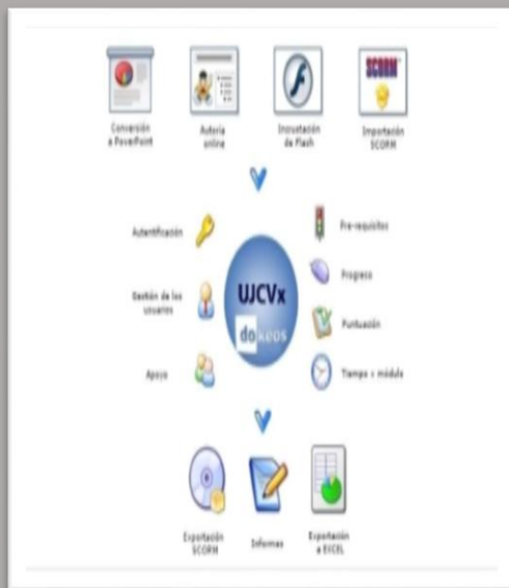 SCORM
Conversión
a PowerPoint
Autoría
online
Incrustación
de Flash
Importación
SCORM
Autentificación
Pre-requisitos
Gestión de los
usuarios
Progreso
UJCVx
dokeos
Puntuación
Apoyo
Tiempo x módulo
Exportación
SCORM
Informes
Exportación
a EXCEL